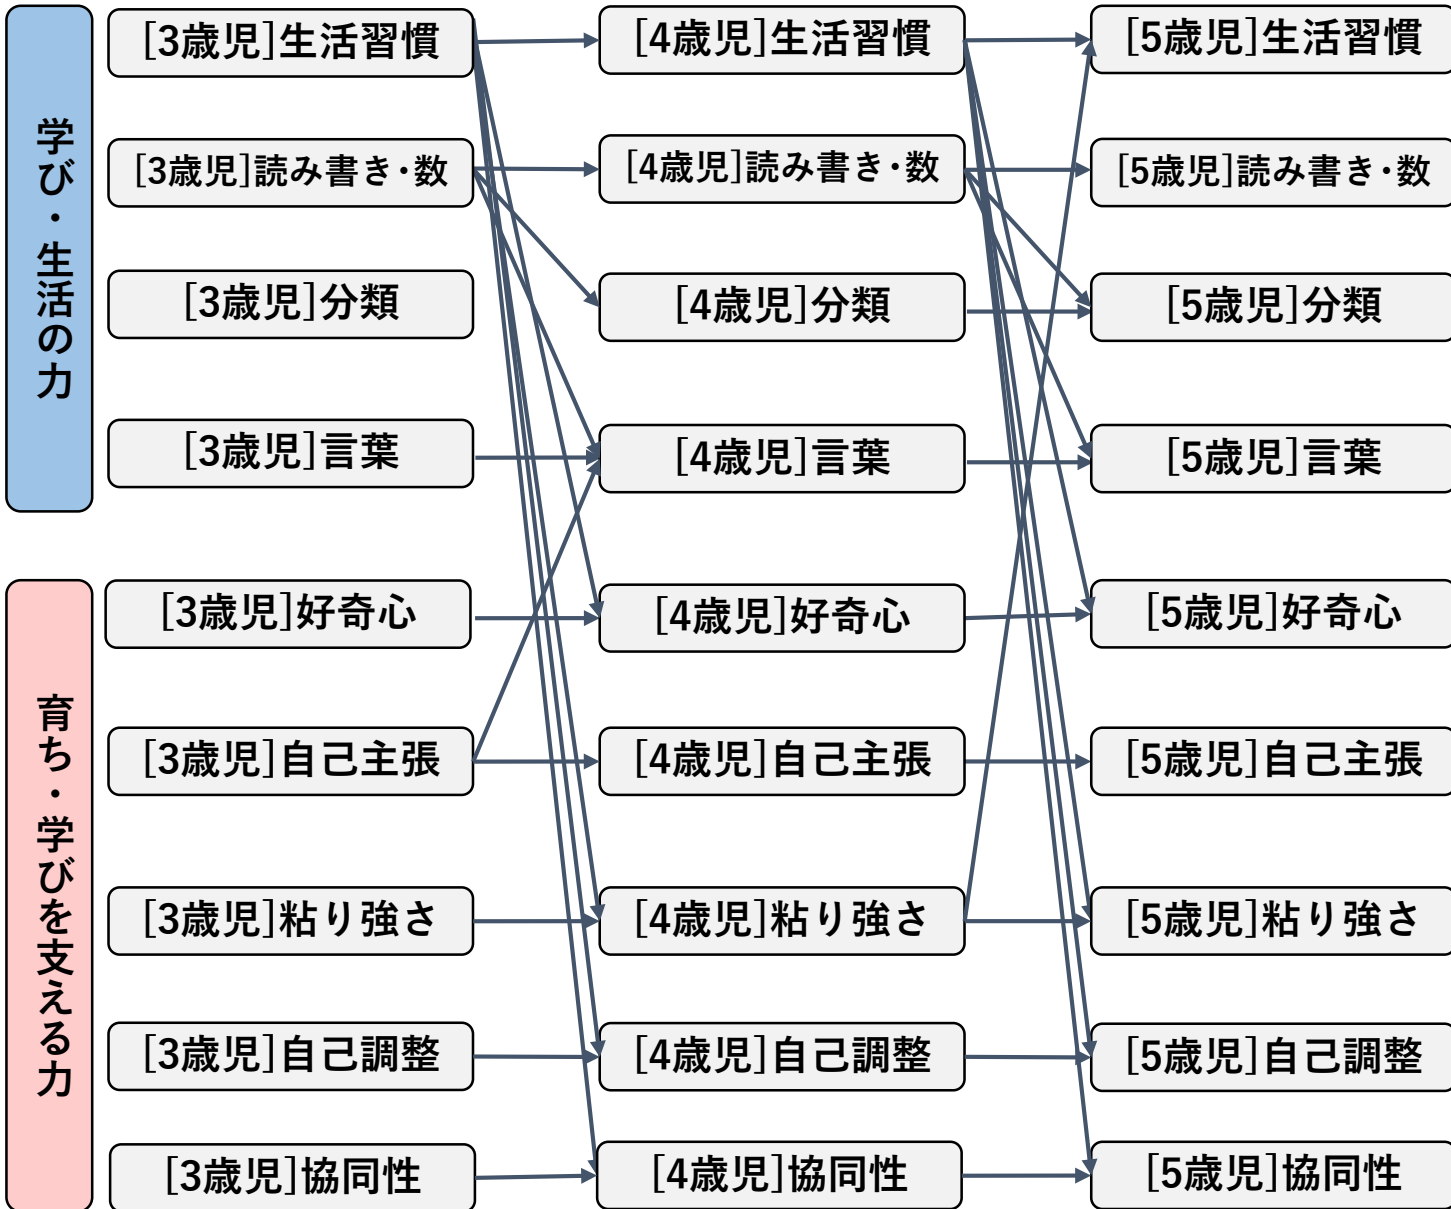 学び・生活の力
[3歳児]生活習慣
[4歳児]生活習慣
[5歳児]生活習慣
[3歳児]読み書き・数
[4歳児]読み書き・数
[5歳児]読み書き・数
[3歳児]分類
[4歳児]分類
[5歳児]分類
[3歳児]言葉
[4歳児]言葉
[5歳児]言葉
育ち・学びを支える力
[3歳児]好奇心
[4歳児]好奇心
[5歳児]好奇心
[3歳児]自己主張
[4歳児]自己主張
[5歳児]自己主張
[3歳児]粘り強さ
[4歳児]粘り強さ
[5歳児]粘り強さ
[3歳児]自己調整
[4歳児]自己調整
[5歳児]自己調整
[3歳児]協同性
[4歳児]協同性
[5歳児]協同性